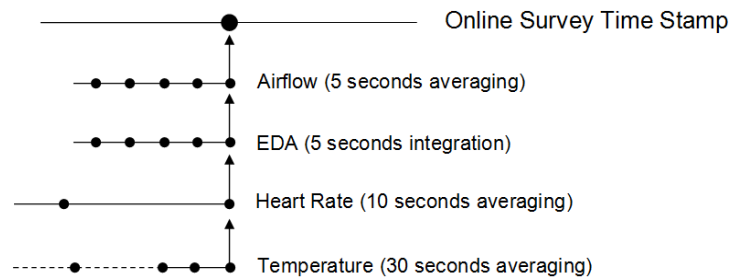 Online Survey Time Stamp
Airflow (5 seconds averaging)
EDA (5 seconds integration)
Heart Rate (10 seconds averaging)
Temperature (30 seconds averaging)